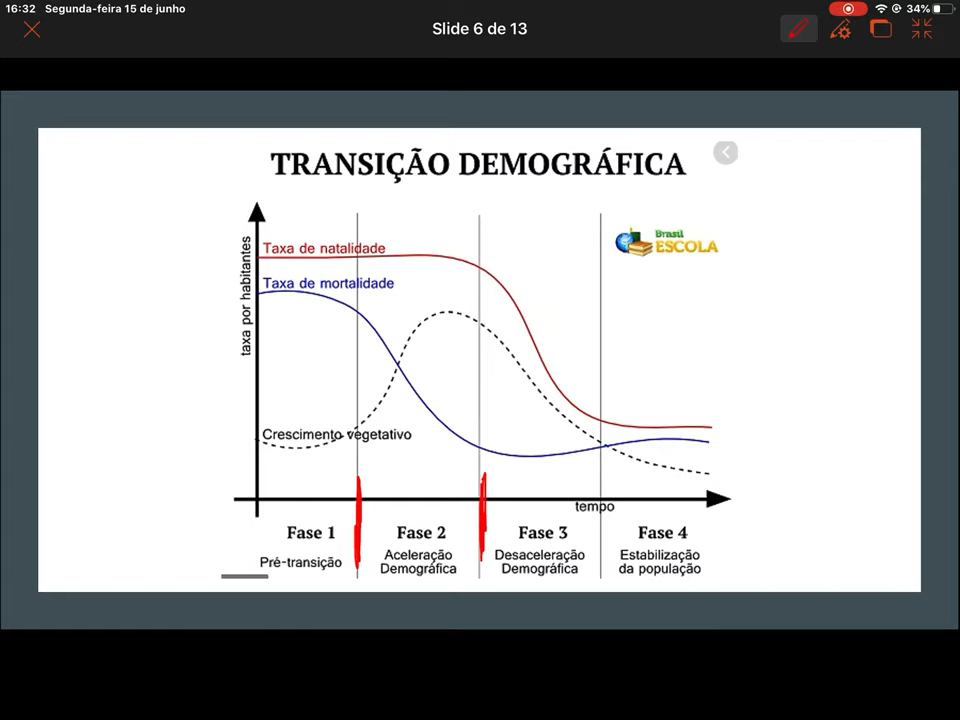 16:32 Segunda-feira 15 de junho
34%
Slide 6 de 13
TRANSIÇÃO DEMOGRÁFICA
Brasil
ESCOLA
taxa por habitantes
Taxa de natalidade
Taxa de mortalidade
Crescimento vegetativo
tempo
Fase 1
Fase 2
Fase 3
Fase 4
Pré-transição
Aceleração
Demográfica
Desaceleração
Demográfica
Estabilização
da população